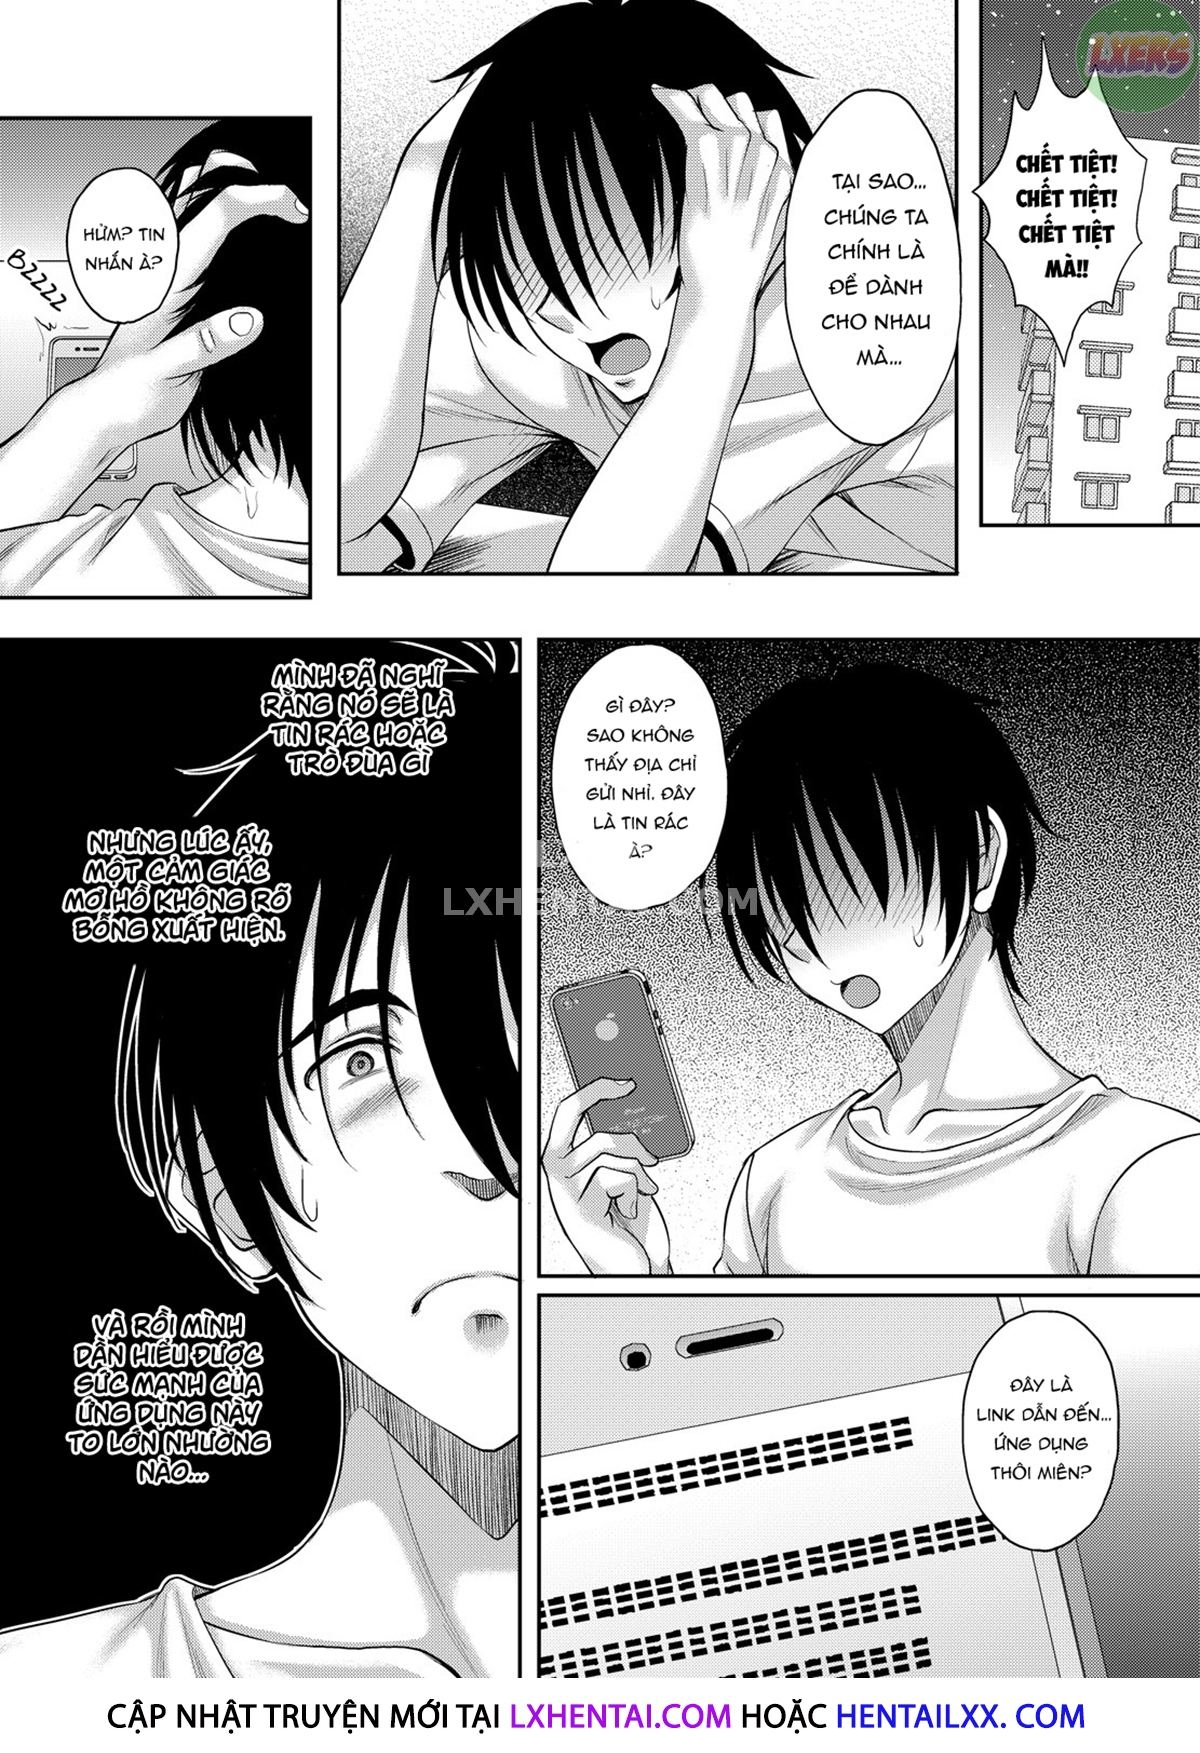 LXERS
CHẾT TIỆT!
CHẾT TIỆT!
CHẾT TIỆT
MÀ!!
TẠI SAO...
CHÚNG TA
CHÍNH LÀ
ĐỂ DÀNH
CHO NHAU
MÀ...
HỬM? TIN
NHẮN À?
BZZZZ
GÌ ĐÂY?
SAO KHÔNG
THẤY ĐỊA CHỈ
GỬI NHỈ. ĐÂY
LÀ TIN RÁC
À?
ĐÂY LÀ
LINK DẪN ĐẾN...
ỨNG DỤNG
THÔI MIÊN?
MÌNH ĐÃ NGHĨ
RẰNG NÓ SẼ LÀ
TIN RÁC HOẶC
TRÒ ĐÙA GÌ
NHƯNG LÚC ẤY,
MỘT CẢM GIÁC
MƠ HỒ KHÔNG RÕ
BỖNG XUẤT HIỆN.
VÀ RỒI MÌNH
DẦN HIỂU ĐƯỢC
SỨC MẠNH CỦA
ỨNG DỤNG NÀY
TO LỚN NHƯỜNG
NÀO...
LXHENTAI.COM
CẬP NHẬT TRUYỆN MỚI TẠI LXHENTAI.COM HOẶC HENTAILXX. COM